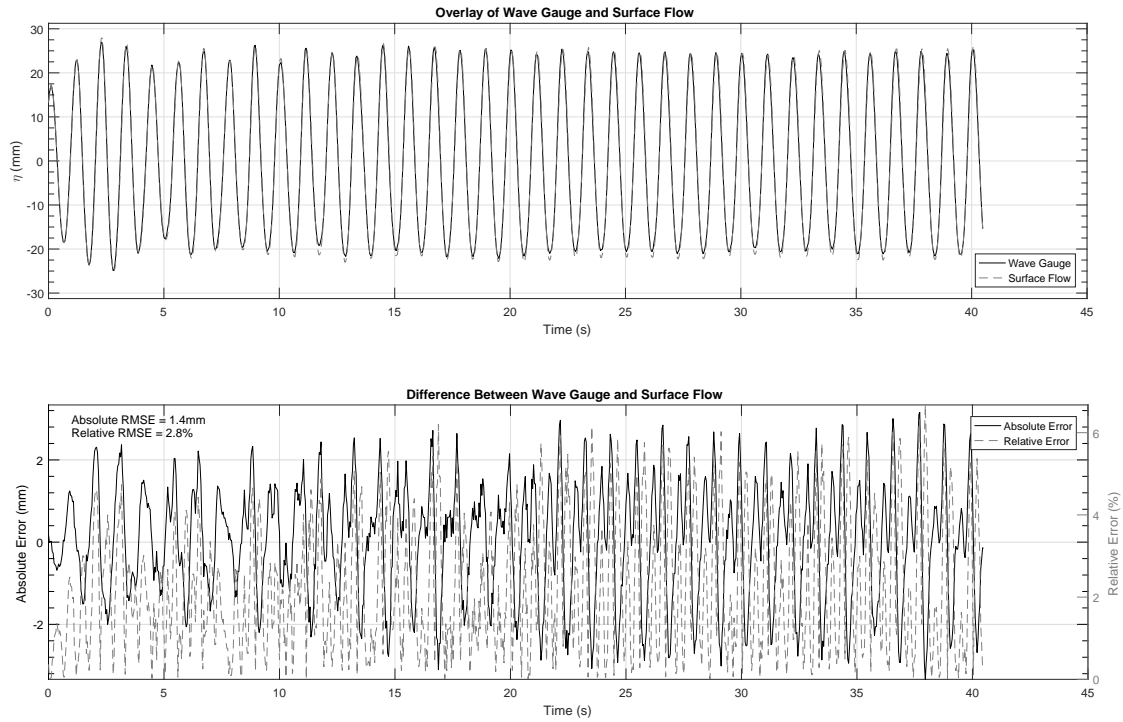 Overlay of Wave Gauge and Surface Flow
30
20
10
0
-10
-20
-30
η (mm)
Wave Gauge
Surface Flow
0 5 10 15 20 25 30 35 40 45
Time (s)
Difference Between Wave Gauge and Surface Flow
Absolute RMSE = 1.4mm
Relative RMSE = 2.8%
Absolute Error
Relative Error
2
0
-2
Absolute Error (mm)
6
4
2
0
Relative Error (%)
0 5 10 15 20 25 30 35 40 45
Time (s)